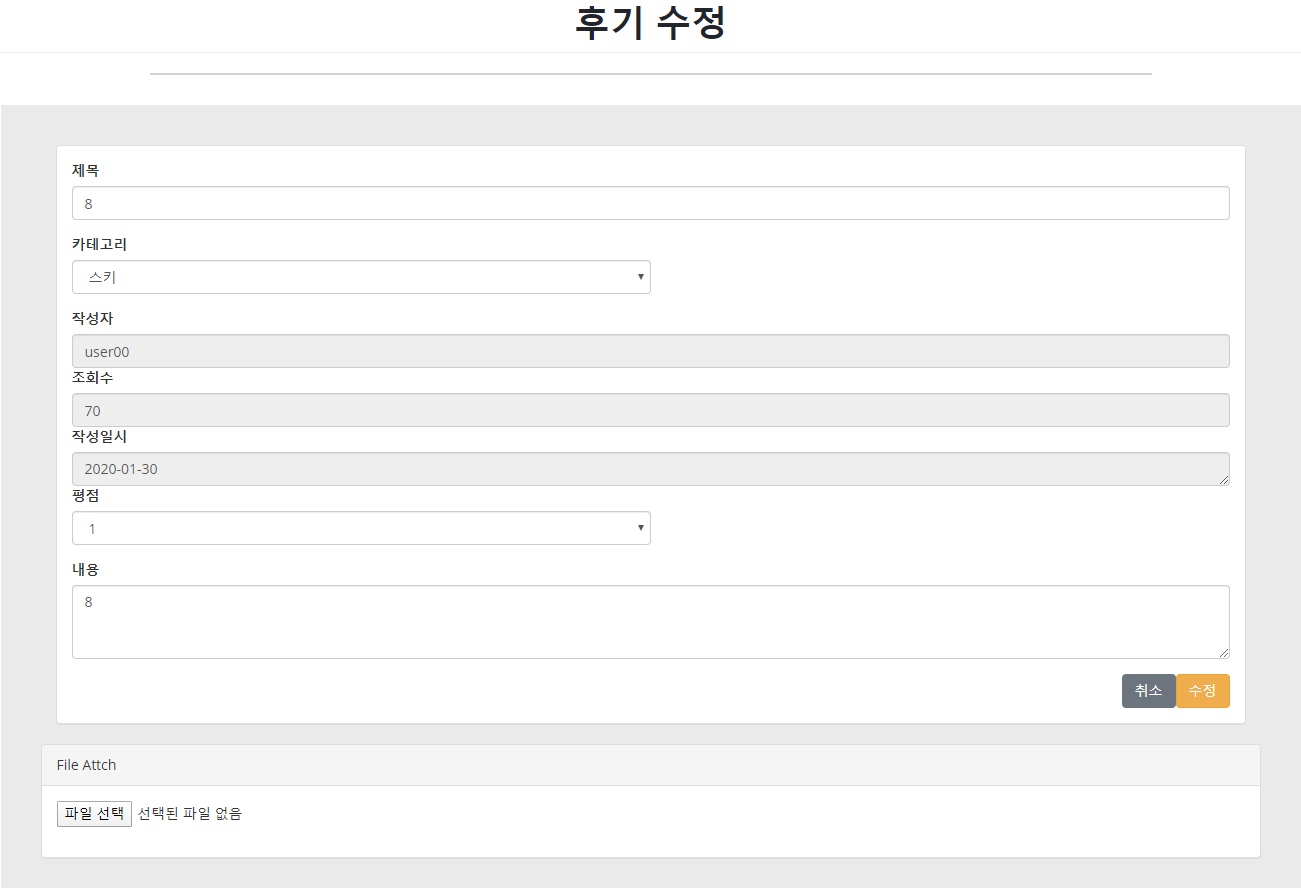 후기 수정
제목
8
카테고리
스키
작성자
user00
조회수
70
작성일시
2020-01-30
평점
1
내용
8
취소 수정
File Attch
파일 선택 선택된 파일 없음